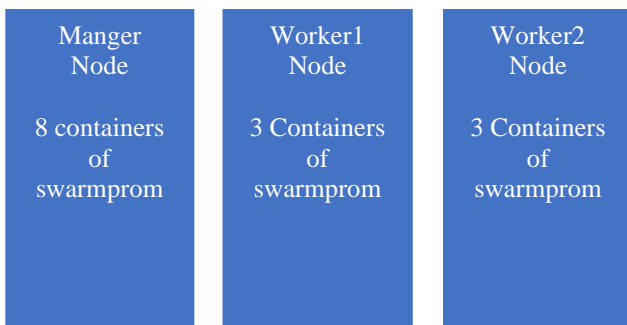 Manger
Node
8 containers
of
swarmprom
Worker1
Node
3 Containers
of
swarmprom
Worker2
Node
3 Containers
of
swarmprom